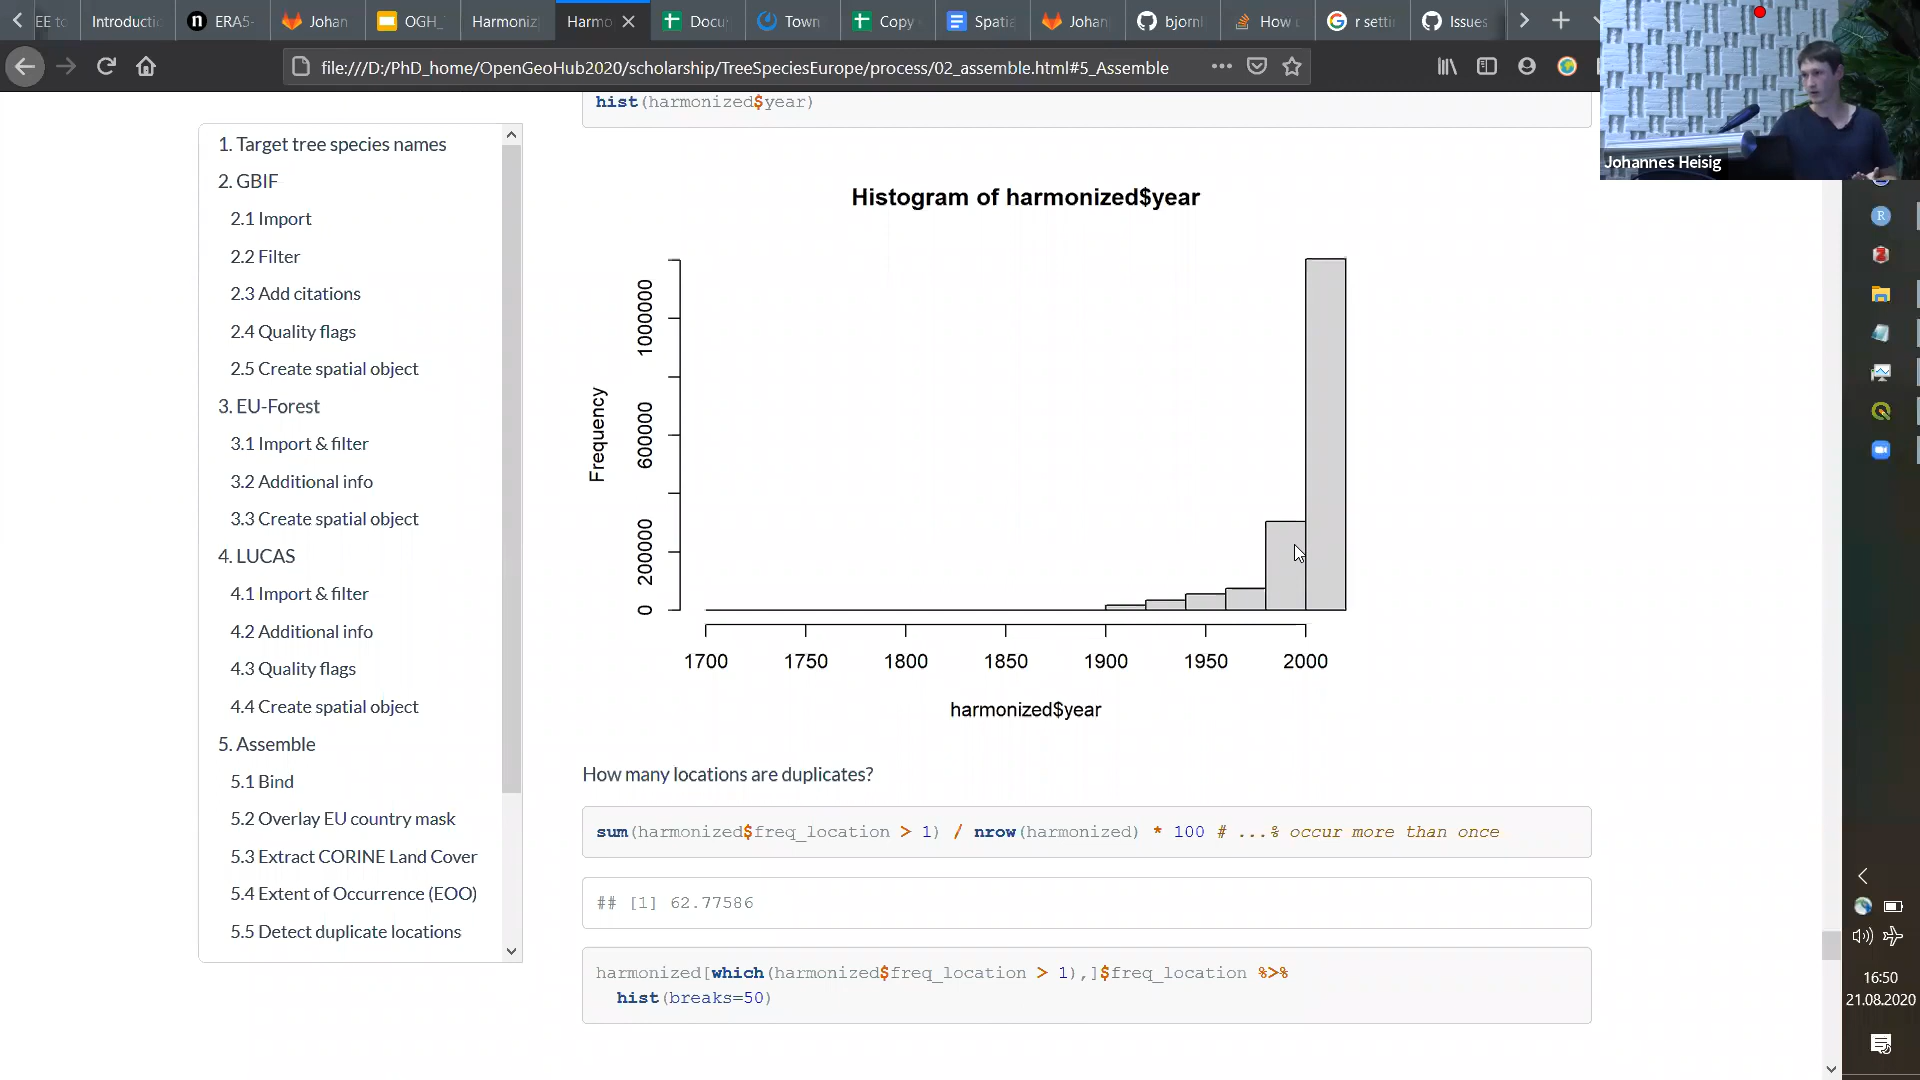 EE to
Introductio
ERA5-
Johan
OGH_
Harmoniz
Harmo
Docu
Town
Copy
Spatia
Johan
bjornl
How
r setti
Issues
file:///D:/PhD_home/OpenGeoHub2020/scholarship/TreeSpeciesEurope/process/02_assemble.html#5_Assemble
Johannes Heisig
1. Target tree species names
2. GBIF
2.1 Import
2.2 Filter
2.3 Add citations
2.4 Quality flags
2.5 Create spatial object
3. EU-Forest
3.1 Import & filter
3.2 Additional info
3.3 Create spatial object
4. LUCAS
4.1 Import & filter
4.2 Additional info
4.3 Quality flags
4.4 Create spatial object
5. Assemble
5.1 Bind
5.2 Overlay EU country mask
5.3 Extract CORINE Land Cover
5.4 Extent of Occurrence (EOO)
5.5 Detect duplicate locations
hist(harmonized$year)
Histogram of harmonized$year
Frequency
1000000
600000
200000
0
1700
1750
1800
1850
1900
1950
2000
harmonized$year
How many locations are duplicates?
sum(harmonized$freq_location > 1) / nrow(harmonized) * 100 # ...% occur more than once
## [1] 62.77586
harmonized[which(harmonized$freq_location > 1),]$freq_location %>%
hist(breaks=50)
16:50
21.08.2020